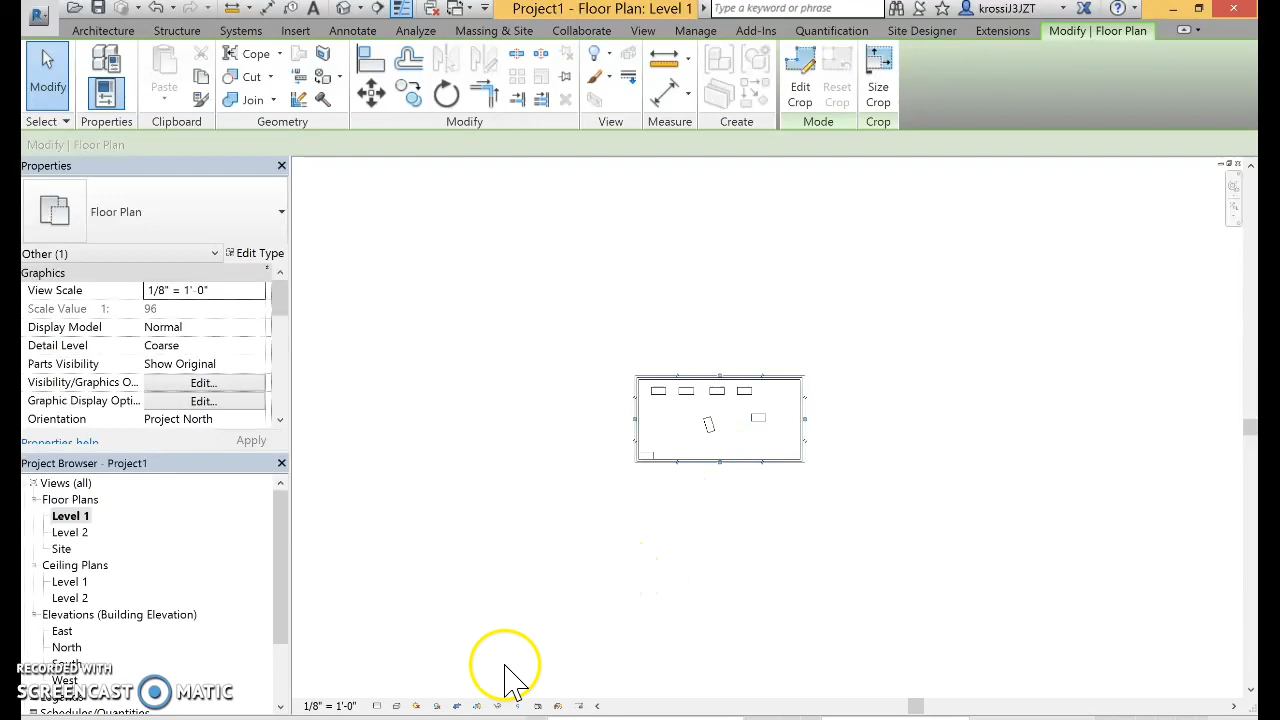 Project1 - Floor Plan: Level 1
Type a keyword or phrase
krossiJ3JZT
Architecture Structure Systems Insert Annotate Analyze Massing & Site Collaborate View Manage Add-Ins Quantification Site Designer Extensions Modify | Floor Plan
Modify
Paste
Cope
Cut
Join
Edit Crop
Reset Crop
Size Crop
Select Properties Clipboard Geometry Modify View Measure Create Mode Crop
Modify | Floor Plan
Properties
Floor Plan
Other (1) Edit Type
Graphics
View Scale 1/8" = 1'-0"
Scale Value 1: 96
Display Model Normal
Detail Level Coarse
Parts Visibility Show Original
Visibility/Graphics O... Edit...
Graphic Display Opti... Edit...
Orientation Project North
Properties help Apply
Project Browser - Project1
Views (all)
Floor Plans
Level 1
Level 2
Site
Ceiling Plans
Level 1
Level 2
Elevations (Building Elevation)
East
North
South
West
Schedules/Quantities
RECORDED WITH
SCREENCAST MATIC
1/8" = 1'-0"